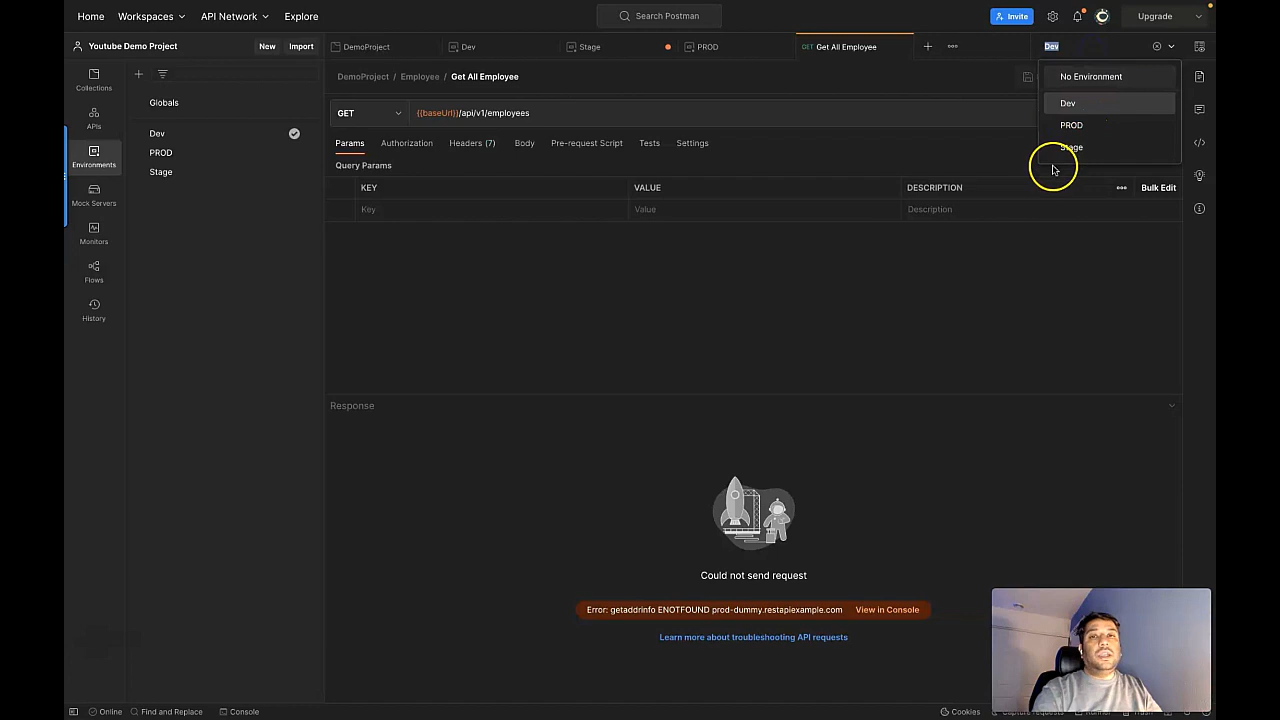 Home Workspaces API Network Explore Search Postman Invite Upgrade
Youtube Demo Project New Import DemoProject Dev Stage PROD GET Get All Employee Dev
Collections
APIs
Environments
Mock Servers
Monitors
Flows
History
Globals
Dev
PROD
Stage
DemoProject / Employee / Get All Employee
GET {{baseUrl}}/api/v1/employees
Params Authorization Headers (7) Body Pre-request Script Tests Settings
Query Params
KEY VALUE DESCRIPTION Bulk Edit
Key Value Description
No Environment
Dev
PROD
Stage
Response
Could not send request
Error: getaddrinfo ENOTFOUND prod-dummy.restapiexample.com View in Console
Learn more about troubleshooting API requests
Online Find and Replace Console Cookies Capture requests Runner Trash